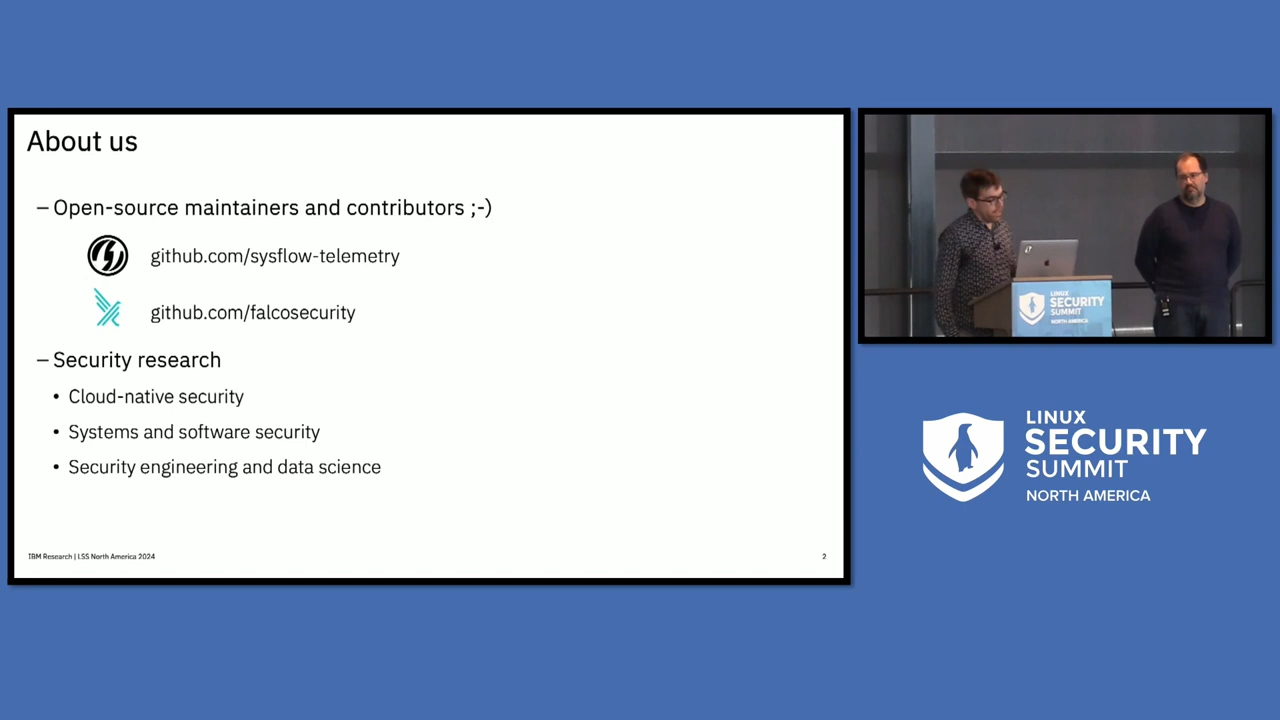 About us
– Open-source maintainers and contributors ;-)
github.com/sysflow-telemetry
github.com/falcosecurity
– Security research
• Cloud-native security
• Systems and software security
• Security engineering and data science
IBM Research | LSS North America 2024
2
LINUX
SECURITY
SUMMIT
NORTH AMERICA
LINUX
SECURITY
SUMMIT
NORTH AMERICA